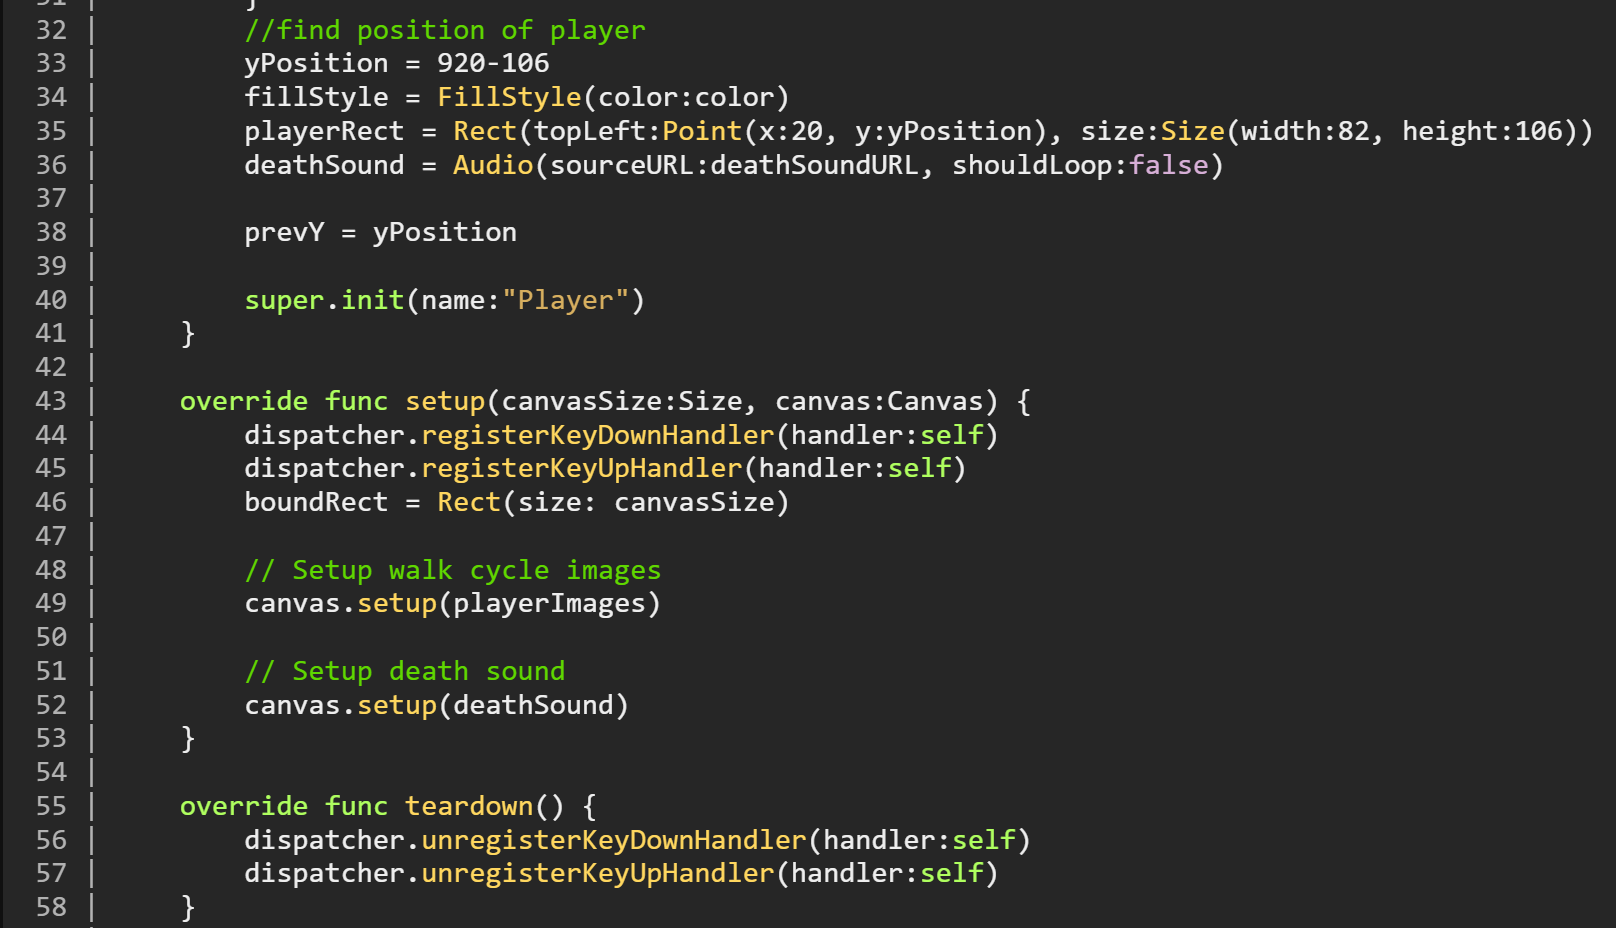 32 | //find position of player
33 | yPosition = 920-106
34 | fillStyle = FillStyle(color:color)
35 | playerRect = Rect(topLeft:Point(x:20, y:yPosition), size:Size(width:82, height:106))
36 | deathSound = Audio(sourceURL:deathSoundURL, shouldLoop:false)
37 |
38 | prevY = yPosition
39 |
40 | super.init(name:"Player")
41 | }
42 |
43 | override func setup(canvasSize:Size, canvas:Canvas) {
44 | dispatcher.registerKeyDownHandler(handler:self)
45 | dispatcher.registerKeyUpHandler(handler:self)
46 | boundRect = Rect(size: canvasSize)
47 |
48 | // Setup walk cycle images
49 | canvas.setup(playerImages)
50 |
51 | // Setup death sound
52 | canvas.setup(deathSound)
53 | }
54 |
55 | override func teardown() {
56 | dispatcher.unregisterKeyDownHandler(handler:self)
57 | dispatcher.unregisterKeyUpHandler(handler:self)
58 | }